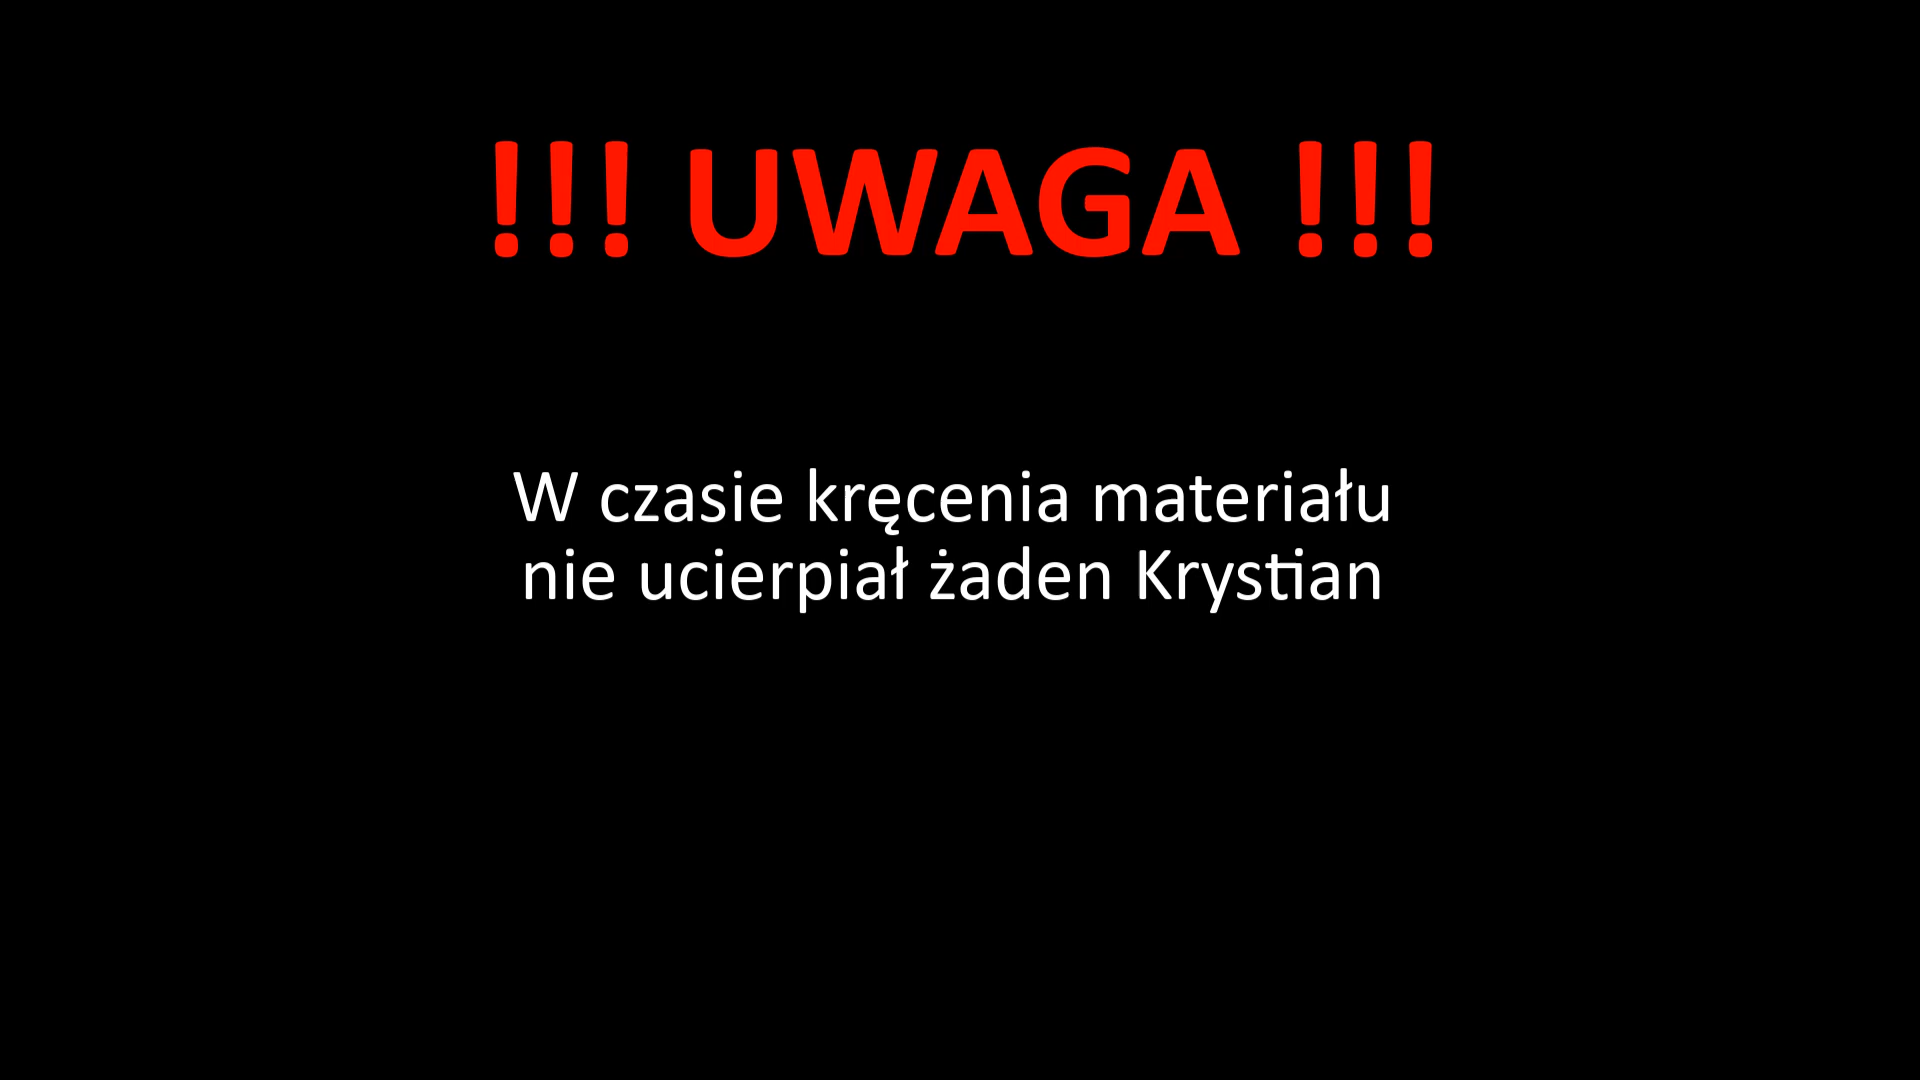 !!! UWAGA !!!
W czasie kręcenia materiału
nie ucierpiał żaden Krystian